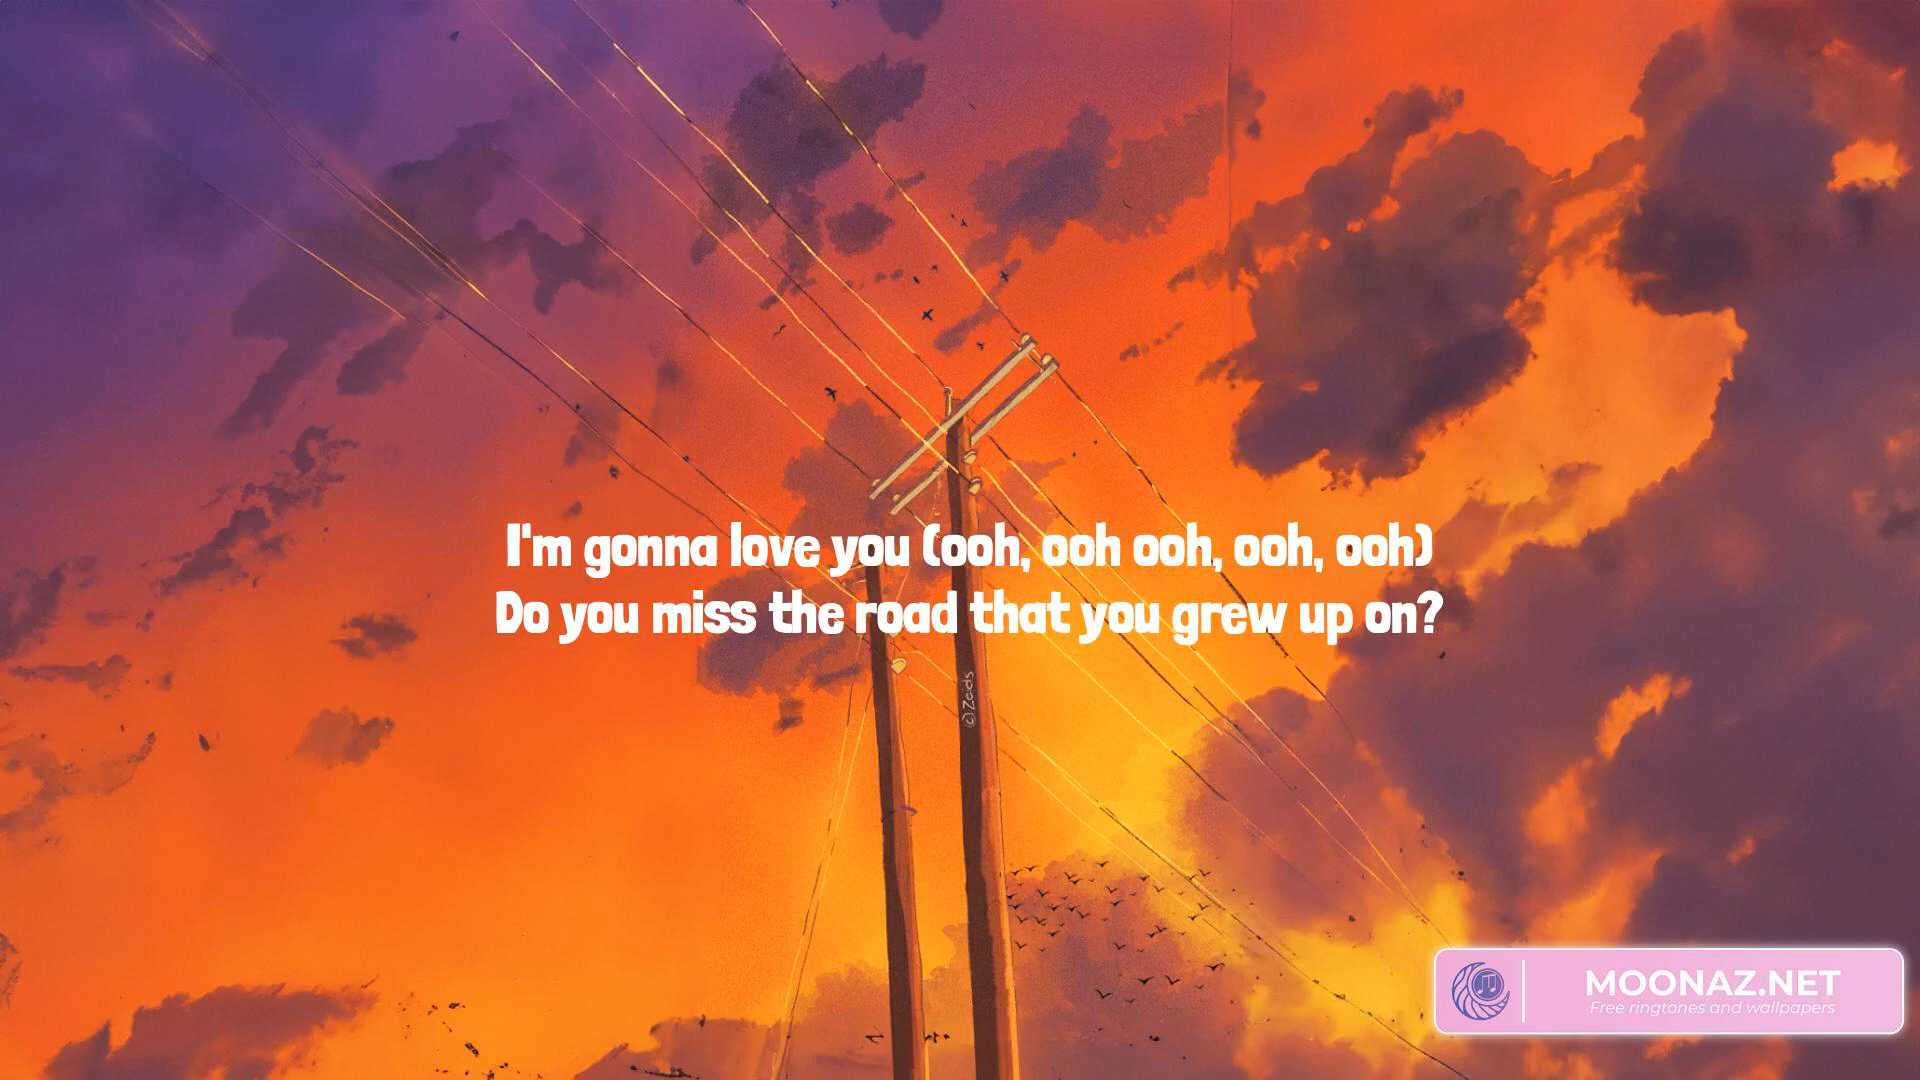 I'm gonna love you (ooh, ooh ooh, ooh, ooh)
Do you miss the road that you grew up on?
(c) Zeids
MOONAZ.NET
Free ringtones and wallpapers